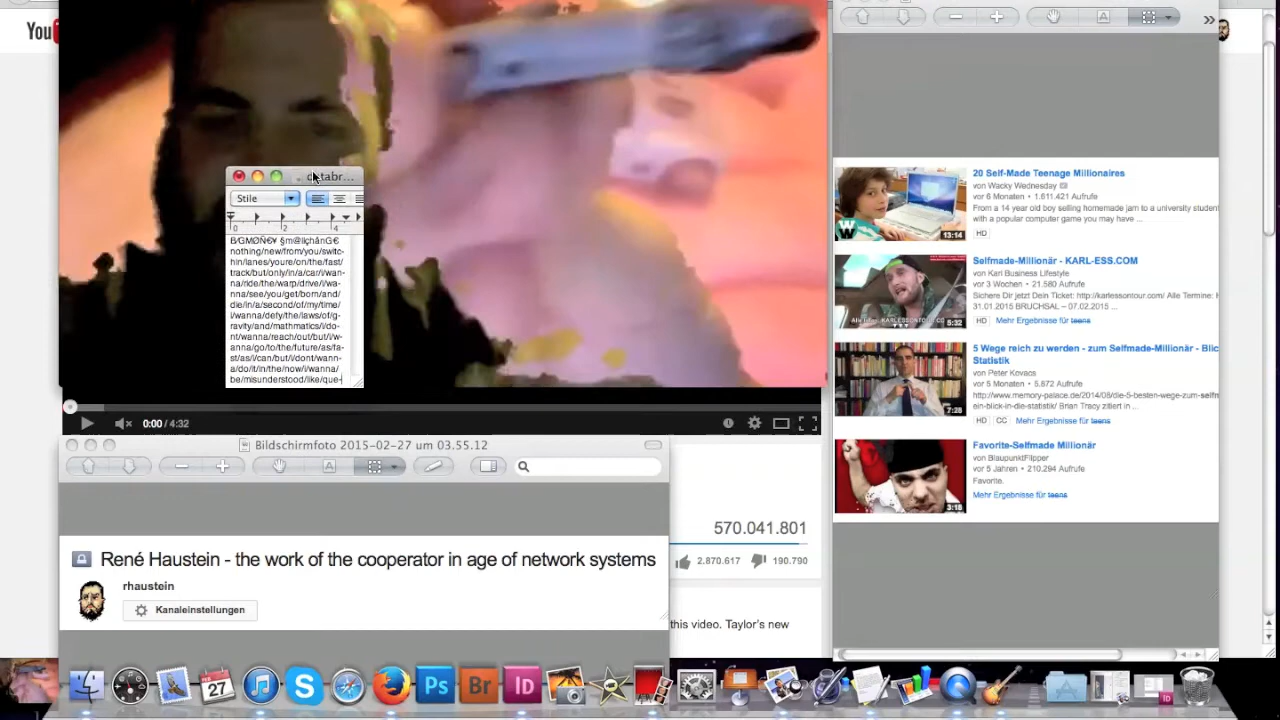 You
databr...
Stile
0 2 4
B/GMØÑ€¥ §m@ilçhånG€
nothing/new/from/you/switc-
h/in/lanes/youre/on/the/fast/
track/but/only/in/a/car/i/wan-
na/ride/the/warp/drive/i/wa-
nna/see/you/get/born/and/
die/in/a/second/of/my/time/
i/wanna/defy/the/laws/of/g-
ravity/and/mathmatics/i/do-
nt/wanna/reach/out/but/i/w-
anna/go/to/the/future/as/fa-
st/as/i/can/but/i/dont/wann-
a/do/it/in/the/now/i/wanna/
be/misunderstood/like/que-
0:00 / 4:32
Bildschirmfoto 2015-02-27 um 03.55.12
René Haustein - the work of the cooperator in age of network systems
rhaustein
Kanaleinstellungen
570.041.801
2.870.617 190.790
this video. Taylor's new
20 Self-Made Teenage Millionaires
von Wacky Wednesday
vor 6 Monaten • 1.611.421 Aufrufe
From a 14 year old boy selling homemade jam to a university student
with a popular computer game you may have ...
HD
13:14
Selfmade-Millionär - KARL-ESS.COM
von Karl Business Lifestyle
vor 3 Wochen • 21.580 Aufrufe
Sichere Dir jetzt Dein Ticket: http://karlessontour.com/ Alle Termine:
31.01.2015 BRUCHSAL – 07.02.2015 ...
HD Mehr Ergebnisse für teens
5:32
5 Wege reich zu werden - zum Selfmade-Millionär - Blic
Statistik
von Peter Kovacs
vor 5 Monaten • 5.872 Aufrufe
http://www.memory-palace.de/2014/08/die-5-besten-wege-zum-selfn
ein-blick-in-die-statistik/ Brian Tracy ziliert in ...
HD CC Mehr Ergebnisse für teens
7:28
Favorite-Selfmade Millionär
von BlaupunktFlipper
vor 5 Jahren • 210.294 Aufrufe
Favorite.
Mehr Ergebnisse für teens
3:18
27
Ps
Br
Id